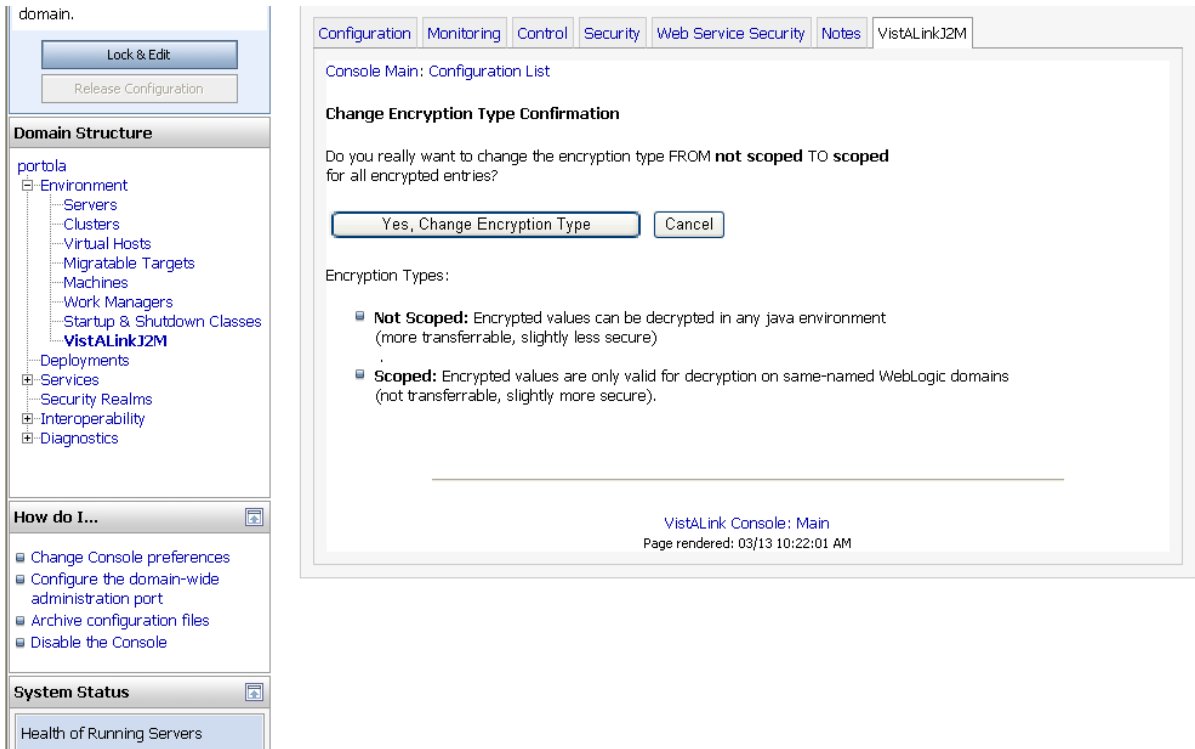 domain.
Lock & Edit
Release Configuration
Domain Structure
portola
Environment
Servers
Clusters
Virtual Hosts
Migratable Targets
Machines
Work Managers
Startup & Shutdown Classes
VistALinkJ2M
Deployments
Services
Security Realms
Interoperability
Diagnostics
How do I...
Change Console preferences
Configure the domain-wide
administration port
Archive configuration files
Disable the Console
System Status
Health of Running Servers
Configuration Monitoring Control Security Web Service Security Notes VistALinkJ2M
Console Main: Configuration List
Change Encryption Type Confirmation
Do you really want to change the encryption type FROM not scoped TO scoped
for all encrypted entries?
Yes, Change Encryption Type Cancel
Encryption Types:
Not Scoped: Encrypted values can be decrypted in any java environment
(more transferrable, slightly less secure)
.
Scoped: Encrypted values are only valid for decryption on same-named WebLogic domains
(not transferrable, slightly more secure).
VistALink Console: Main
Page rendered: 03/13 10:22:01 AM